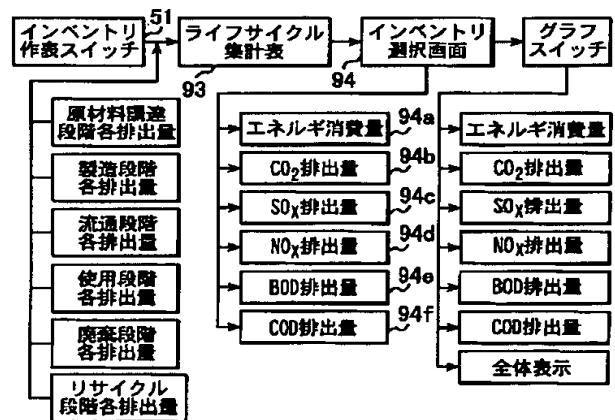 インベントリ
作表スイッチ
51
ライフサイクル
集計表
93
インベントリ
選択画面
94
グラフ
スイッチ
原材料調達
段階各排出量
製造段階
各排出量
流通段階
各排出量
使用段階
各排出量
廃棄段階
各排出量
リサイクル
段階各排出量
エネルギ消費量
94a
CO₂排出量
94b
SOX排出量
94c
NOX排出量
94d
BOD排出量
94e
COD排出量
94f
エネルギ消費量
CO₂排出量
SOX排出量
NOX排出量
BOD排出量
COD排出量
全体表示